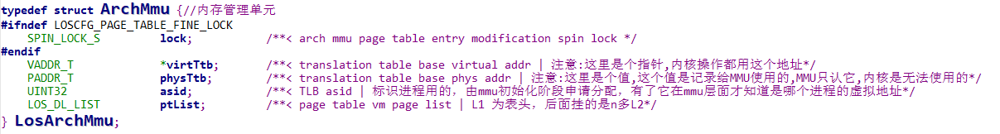 typedef struct ArchMmu {//内存管理单元
#ifndef LOSCFG_PAGE_TABLE_FINE_LOCK
SPIN_LOCK_S lock; /**< arch mmu page table entry modification spin lock */
#endif
VADDR_T *virtTtb; /**< translation table base virtual addr | 注意:这里是个指针,内核操作都用这个地址*/
PADDR_T physTtb; /**< translation table base phys addr | 注意:这里是个值,这个值是记录给MMU使用的,MMU只认它,内核是无法使用的*/
UINT32 asid; /**< TLB asid | 标识进程用的，由mmu初始化阶段申请分配，有了它在mmu层面才知道是哪个进程的虚拟地址*/
LOS_DL_LIST ptList; /**< page table vm page list | L1 为表头，后面挂的是n多L2*/
} LosArchMmu;